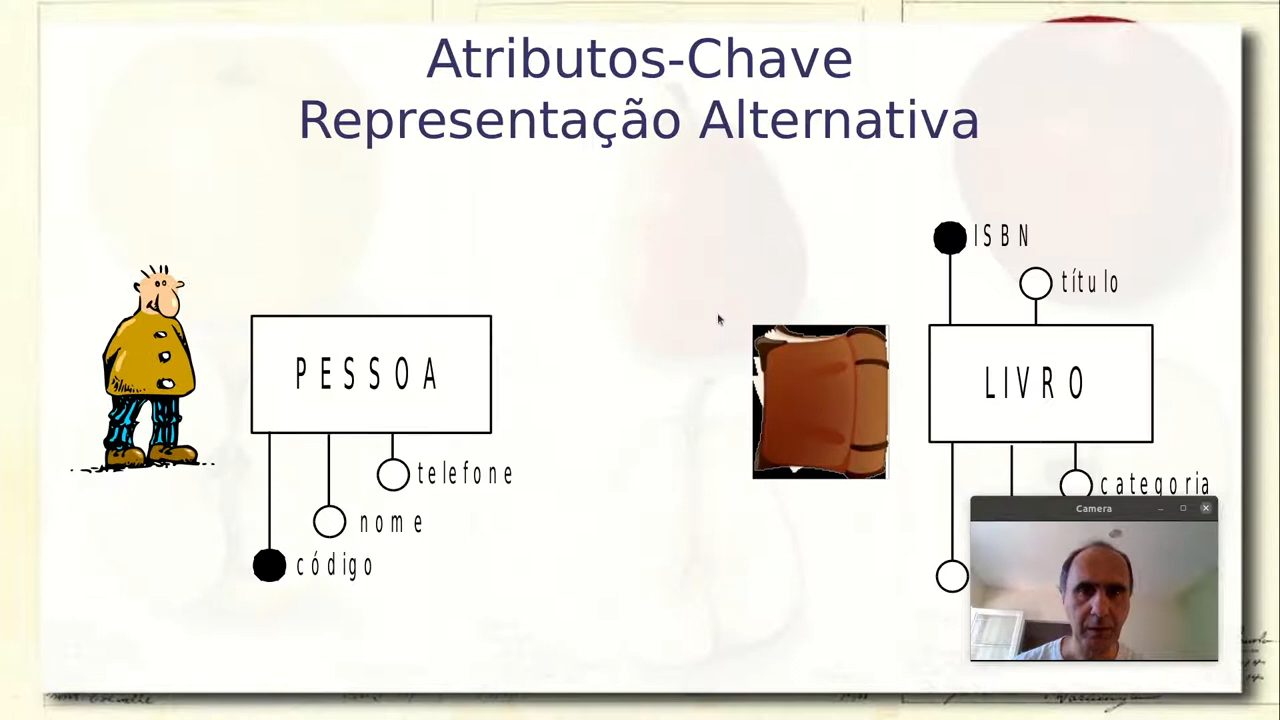 Atributos-Chave
Representação Alternativa
ISBN
título
PESSOA
LIVRO
telefone
categoria
nome
código
Camera